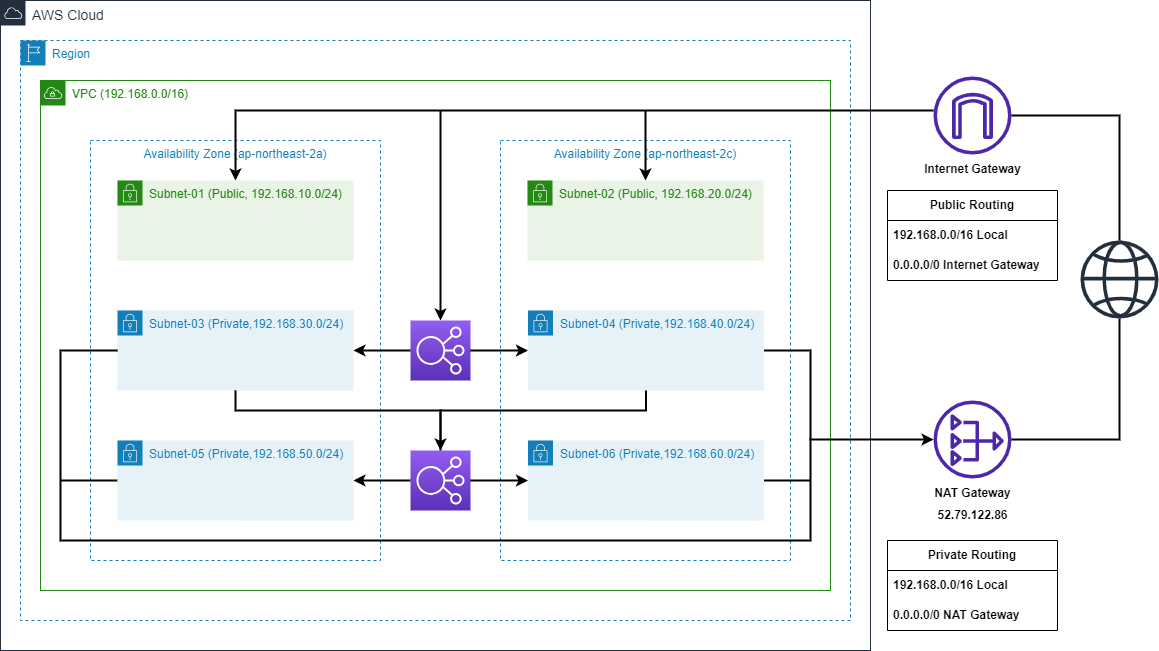 AWS Cloud
Region
VPC (192.168.0.0/16)
Availability Zone (ap-northeast-2a)
Availability Zone (ap-northeast-2c)
Subnet-01 (Public, 192.168.10.0/24)
Subnet-02 (Public, 192.168.20.0/24)
Subnet-03 (Private,192.168.30.0/24)
Subnet-04 (Private,192.168.40.0/24)
Subnet-05 (Private,192.168.50.0/24)
Subnet-06 (Private,192.168.60.0/24)
Internet Gateway
Public Routing
192.168.0.0/16 Local
0.0.0.0/0 Internet Gateway
NAT Gateway
52.79.122.86
Private Routing
192.168.0.0/16 Local
0.0.0.0/0 NAT Gateway